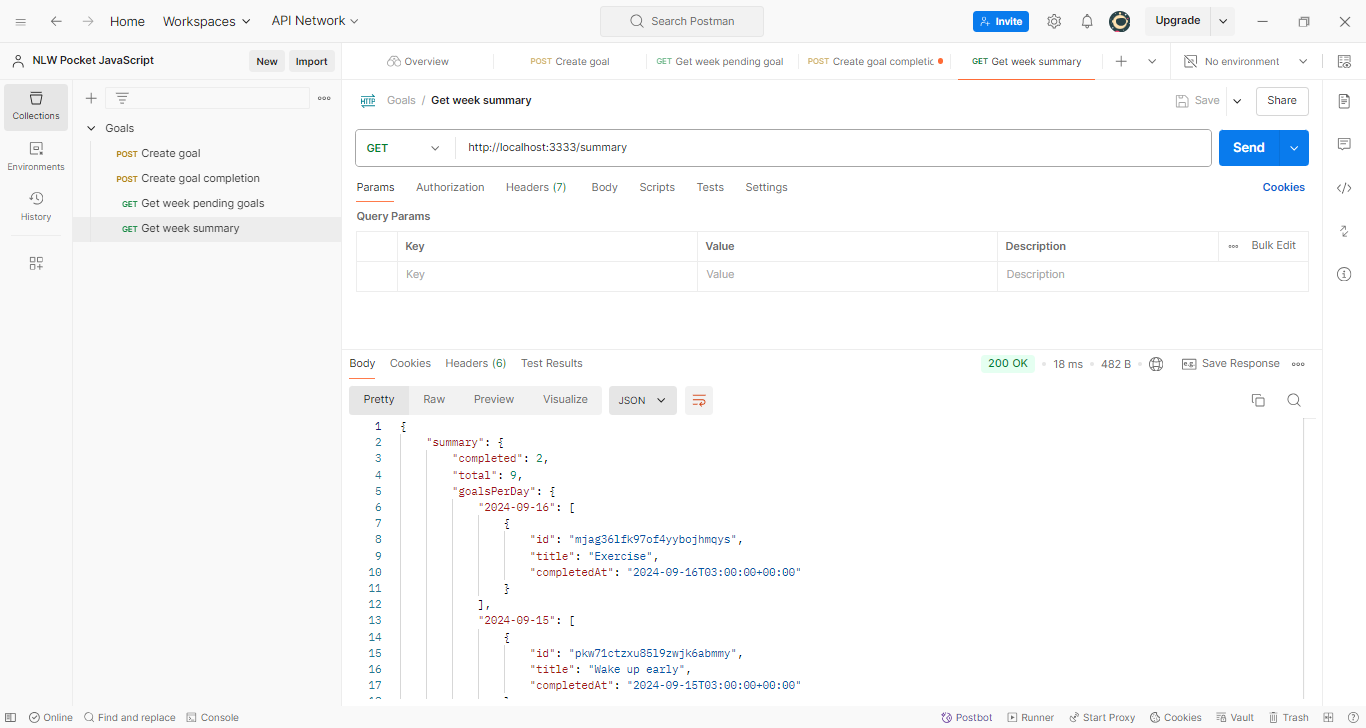 Home Workspaces API Network Search Postman Invite Upgrade
NLW Pocket JavaScript New Import Overview POST Create goal GET Get week pending goal POST Create goal completic GET Get week summary No environment
Collections
Environments
History
Goals
POST Create goal
POST Create goal completion
GET Get week pending goals
GET Get week summary
HTTP Goals / Get week summary Save Share
GET http://localhost:3333/summary Send
Params Authorization Headers (7) Body Scripts Tests Settings Cookies
Query Params
Key Value Description Bulk Edit
Key Value Description
Body Cookies Headers (6) Test Results 200 OK 18 ms 482 B e.g Save Response
Pretty Raw Preview Visualize JSON
1 {
2 "summary": {
3 "completed": 2,
4 "total": 9,
5 "goalsPerDay": {
6 "2024-09-16": [
7 {
8 "id": "mjag36lfk97of4yybojhmqys",
9 "title": "Exercise",
10 "completedAt": "2024-09-16T03:00:00+00:00"
11 }
12 ],
13 "2024-09-15": [
14 {
15 "id": "pkw71ctzxu85l9zwjk6abmmy",
16 "title": "Wake up early",
17 "completedAt": "2024-09-15T03:00:00+00:00"
Online Find and replace Console Postbot Runner Start Proxy Cookies Vault Trash